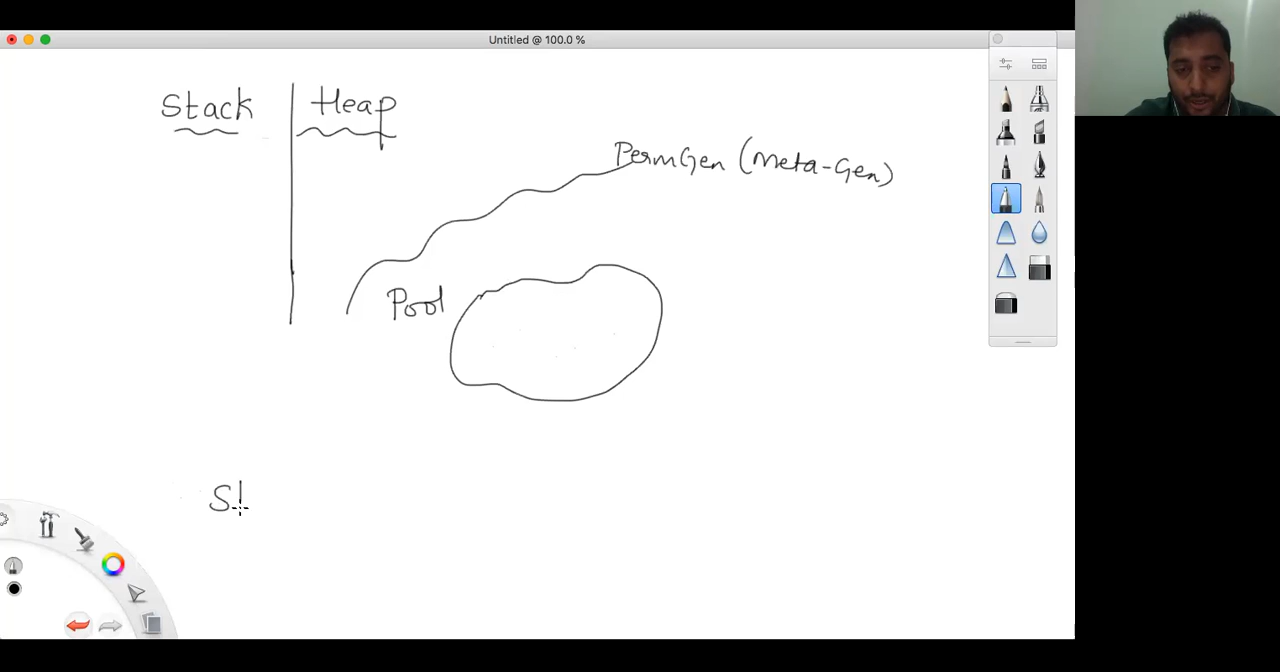 Untitled @ 100.0 %
Stack
Heap
PermGen (Meta-Gen)
Pool